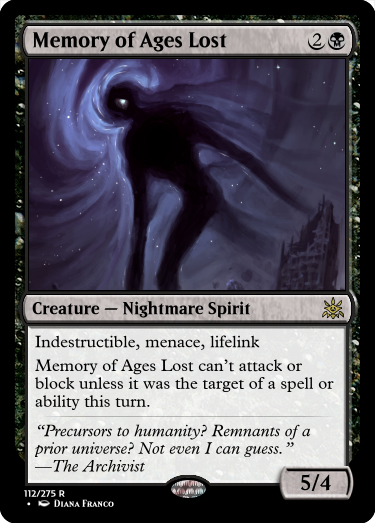 Memory of Ages Lost 2
Creature — Nightmare Spirit
Indestructible, menace, lifelink
Memory of Ages Lost can’t attack or
block unless it was the target of a spell or
ability this turn.
“Precursors to humanity? Remnants of a
prior universe? Not even I can guess.”
—The Archivist
5/4
112/275 R
• Diana Franco